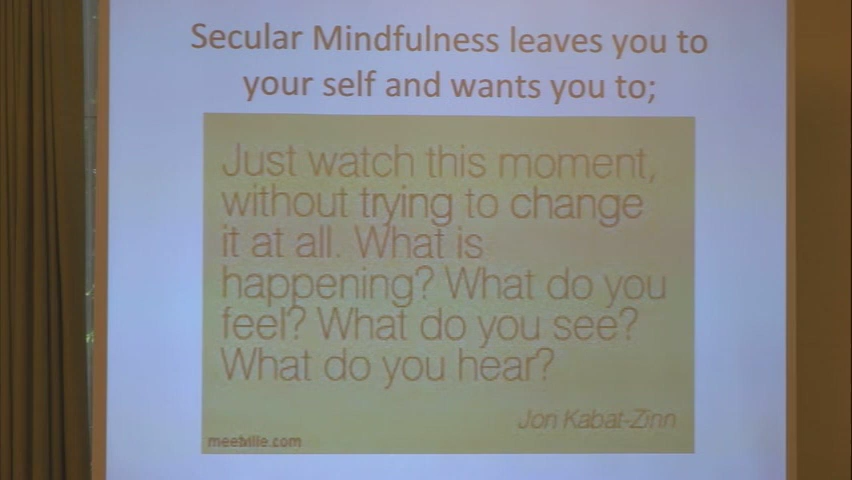 Secular Mindfulness leaves you to
your self and wants you to;
Just watch this moment,
without trying to change
it at all. What is
happening? What do you
feel? What do you see?
What do you hear?
Jon Kabat-Zinn
meetville.com